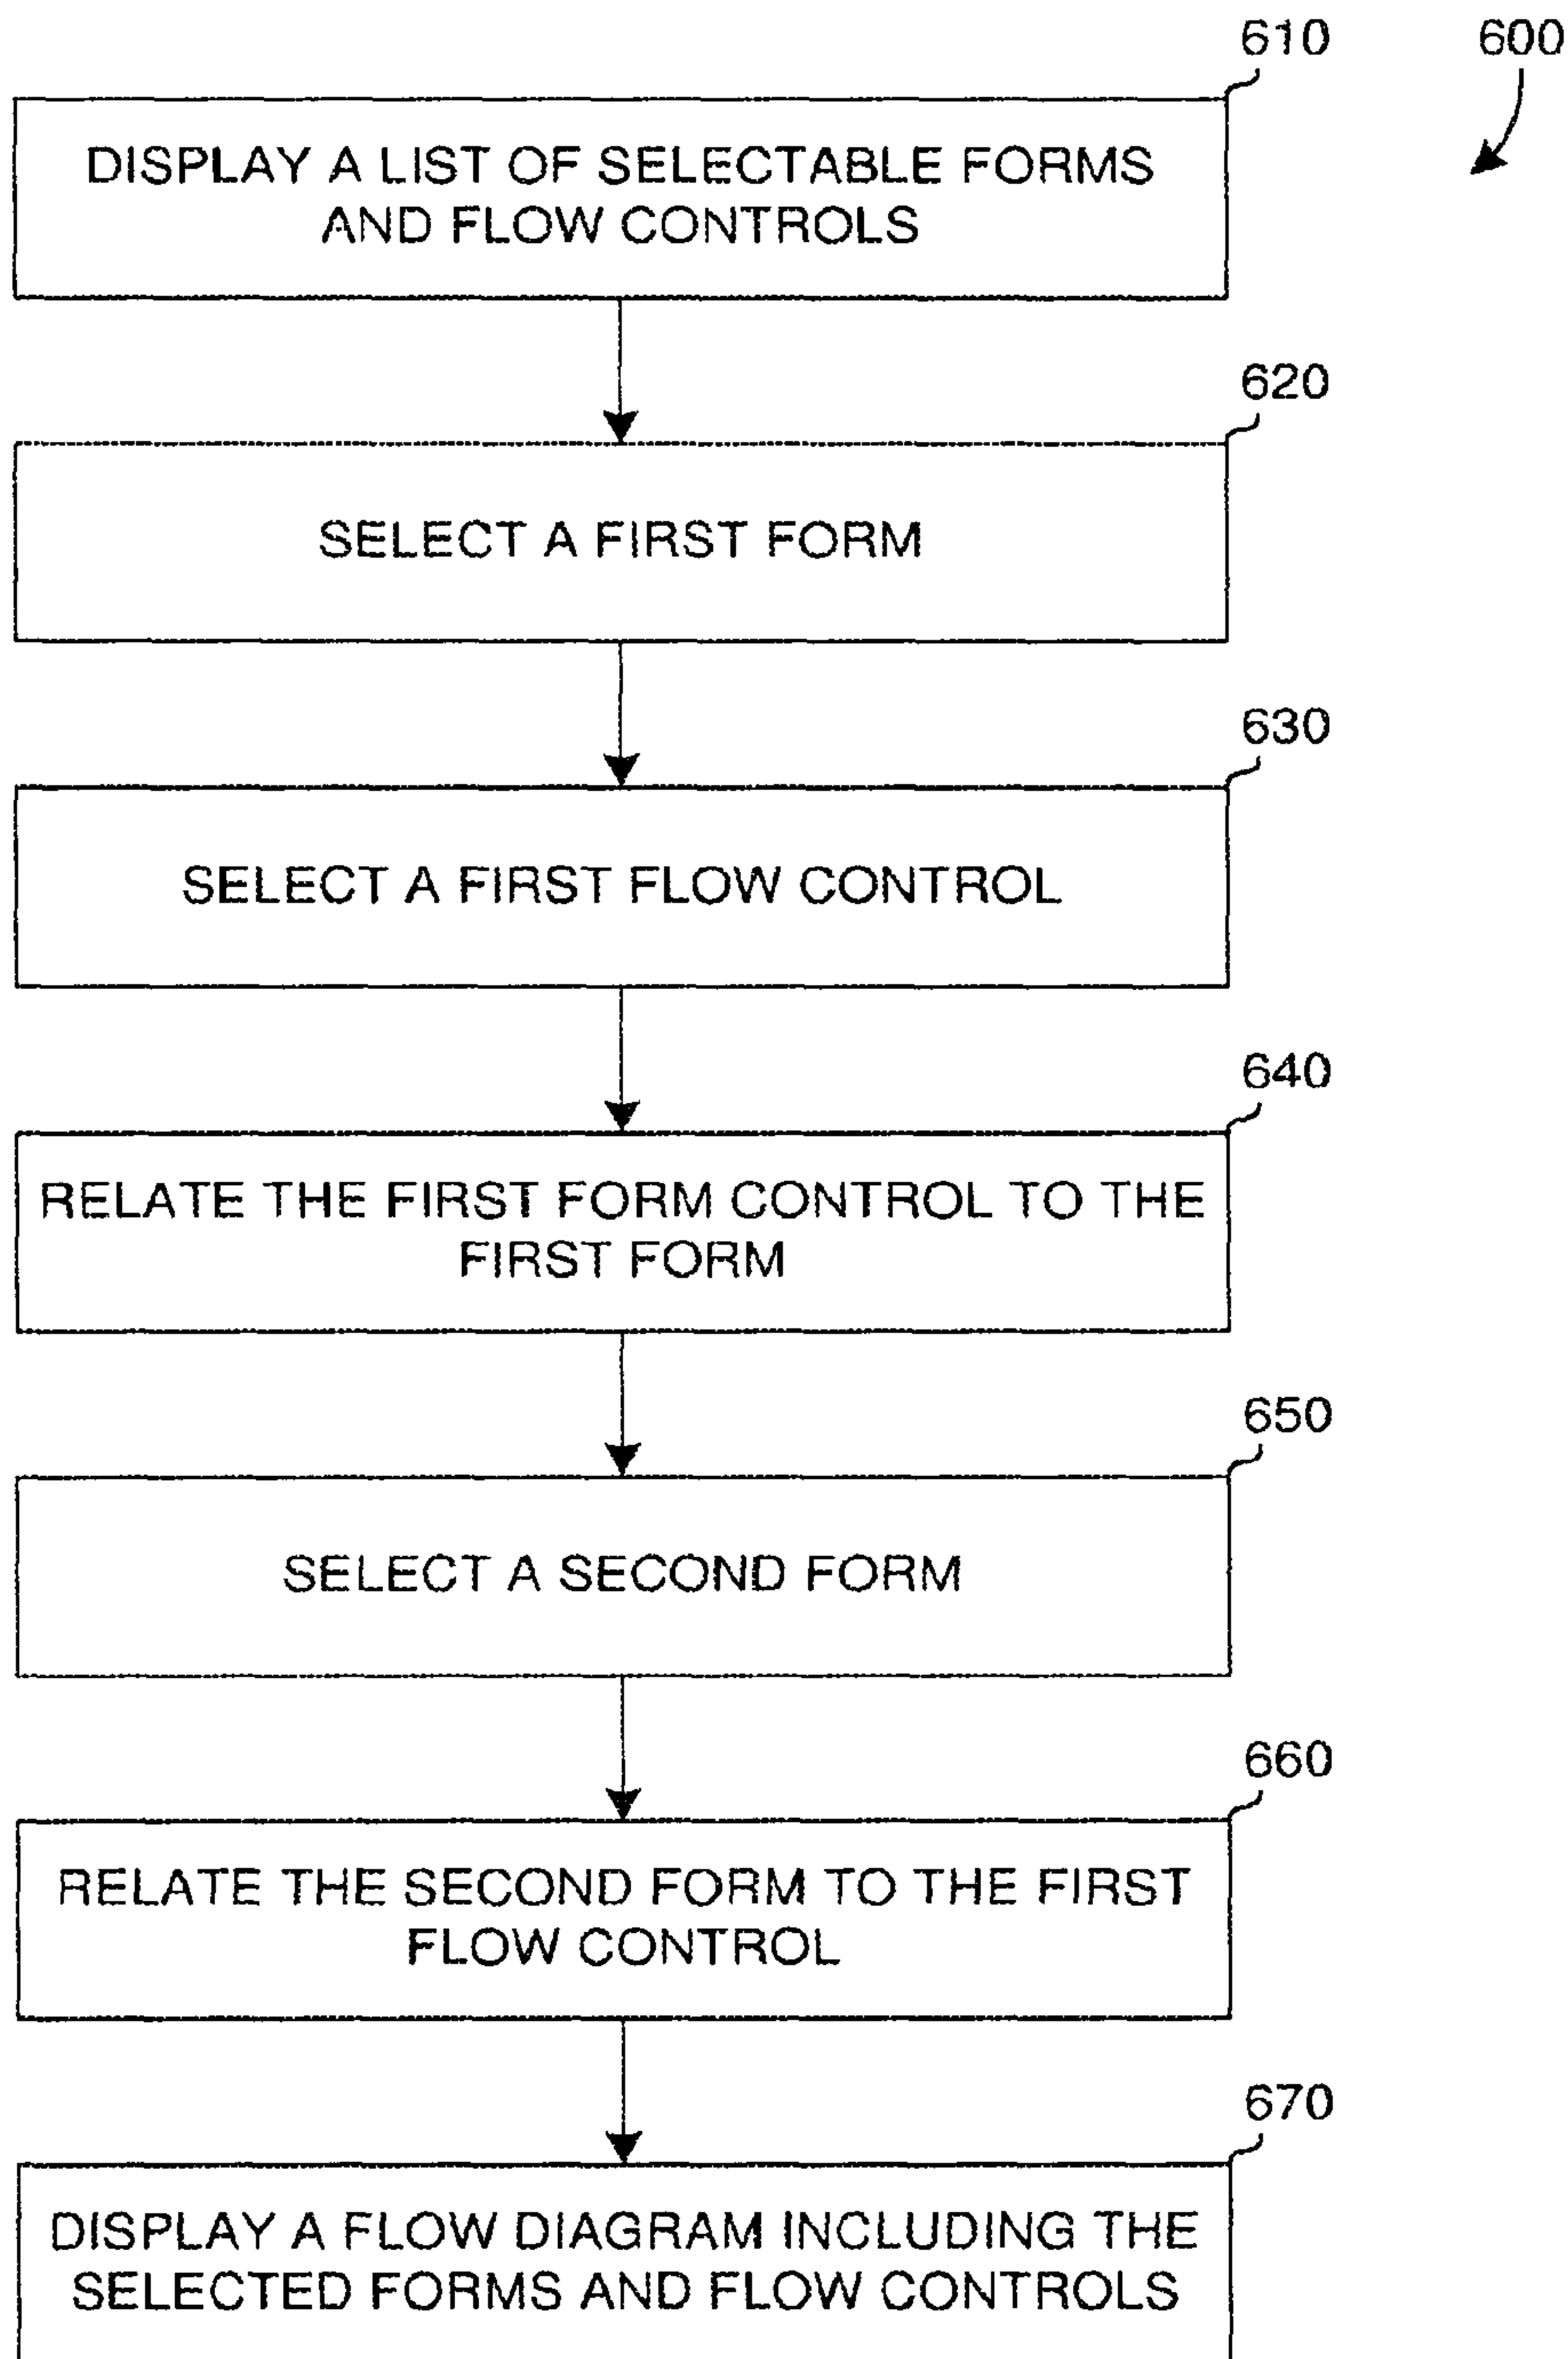 610
600
DISPLAY A LIST OF SELECTABLE FORMS
AND FLOW CONTROLS
620
SELECT A FIRST FORM
630
SELECT A FIRST FLOW CONTROL
640
RELATE THE FIRST FORM CONTROL TO THE
FIRST FORM
650
SELECT A SECOND FORM
660
RELATE THE SECOND FORM TO THE FIRST
FLOW CONTROL
670
DISPLAY A FLOW DIAGRAM INCLUDING THE
SELECTED FORMS AND FLOW CONTROLS